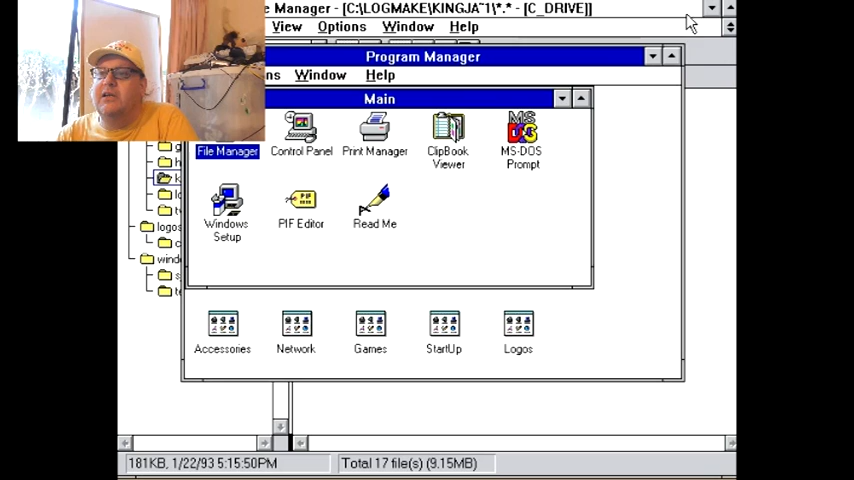 e Manager - [C:\LOGMAKE\KINGJA~1\*.* - [C_DRIVE]]
View Options Window Help
Program Manager
ns Window Help
Main
File Manager Control Panel Print Manager ClipBook Viewer MS-DOS Prompt
Windows Setup PIF Editor Read Me
logos
wind
Accessories Network Games StartUp Logos
181KB, 1/22/93 5:15:50PM Total 17 file(s) (9.15MB)